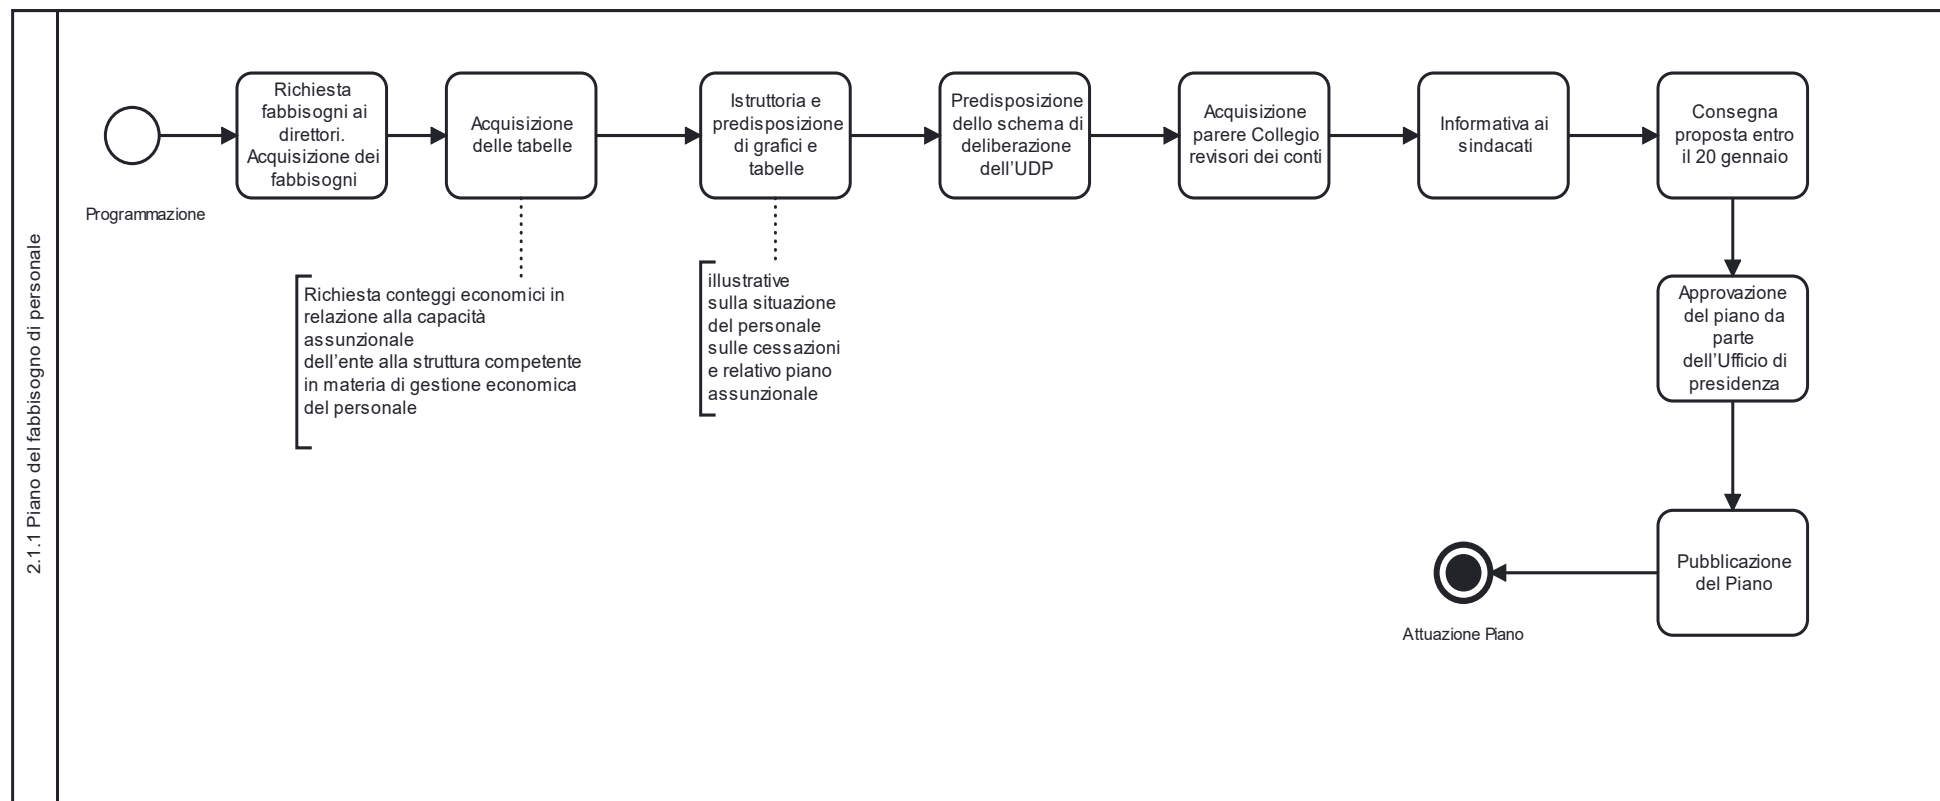 2.1.1 Piano del fabbisogno di personale
Programmazione
Richiesta
fabbisogni ai
direttori.
Acquisizione dei
fabbisogni
Acquisizione
delle tabelle
Richiesta conteggi economici in
relazione alla capacità
assunzionale
dell’ente alla struttura competente
in materia di gestione economica
del personale
Istruttoria e
predisposizione
di grafici e
tabelle
illustrative
sulla situazione
del personale
sulle cessazioni
e relativo piano
assunzionale
Predisposizione
dello schema di
deliberazione
dell’UDP
Acquisizione
parere Collegio
revisori dei conti
Informativa ai
sindacati
Consegna
proposta entro
il 20 gennaio
Approvazione
del piano da
parte
dell’Ufficio di
presidenza
Pubblicazione
del Piano
Attuazione Piano